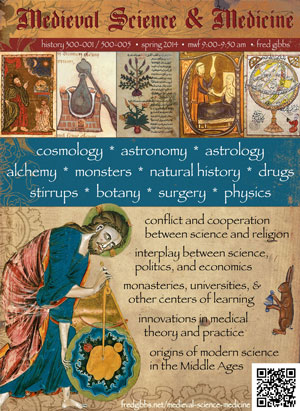 Medieval Science & Medicine
history 300-001 / 500-003 • spring 2014 • mwf 9:00-9:50 am • fred gibbs
cosmology * astronomy * astrology
alchemy * monsters * natural history * drugs
stirrups * botany * surgery * physics
conflict and cooperation
between science and religion
interplay between science,
politics, and economics
monasteries, universities, &
other centers of learning
innovations in medical
theory and practice
origins of modern science
in the Middle Ages
fredgibbs.net/medieval-science-medicine